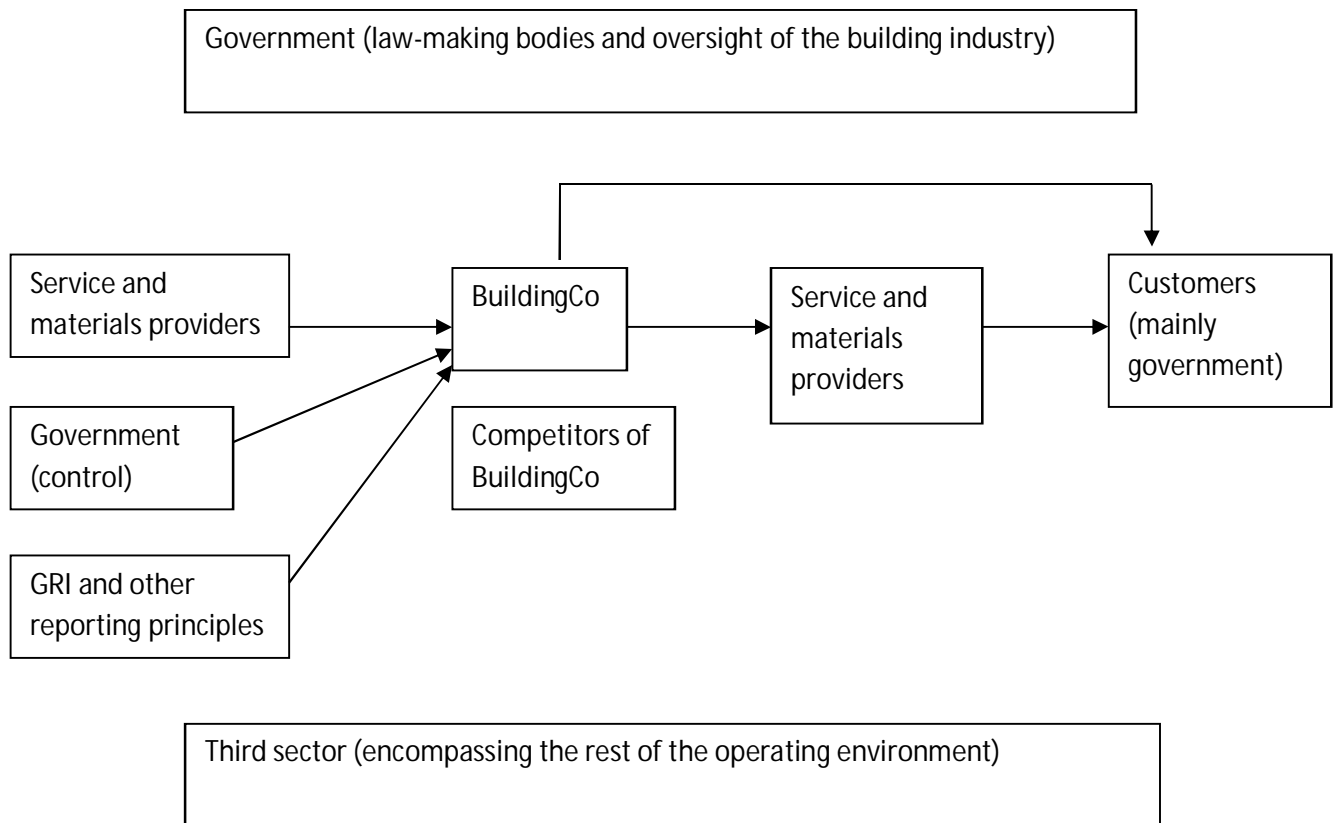 Government (law-making bodies and oversight of the building industry)
Service and
materials providers
BuildingCo
Service and
materials
providers
Customers
(mainly
government)
Government
(control)
Competitors of
BuildingCo
GRI and other
reporting principles
Third sector (encompassing the rest of the operating environment)